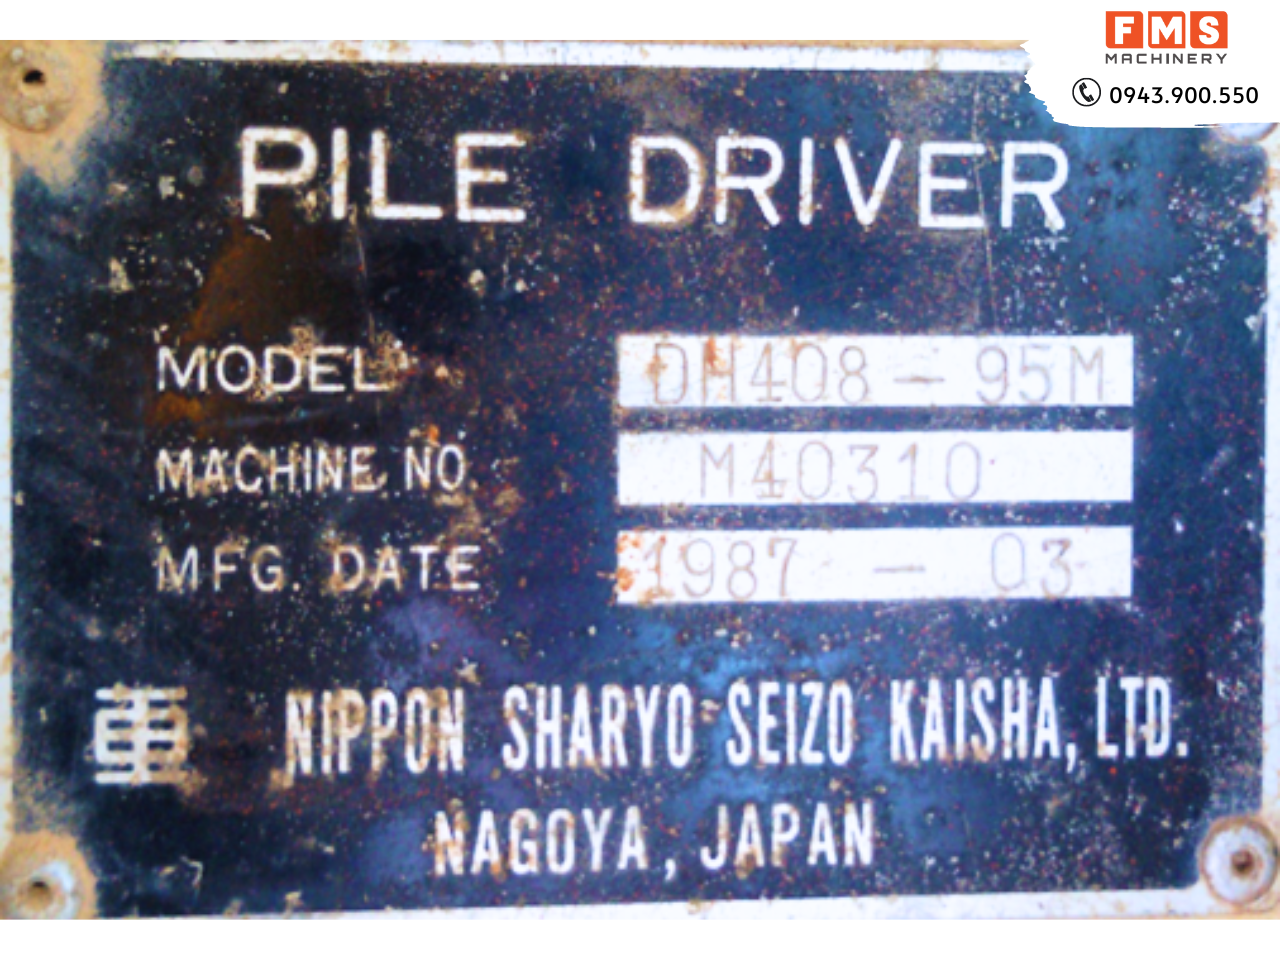 FMS
MACHINERY
0943.900.550
PILE DRIVER
MODEL DH408 - 95M
MACHINE NO. M40310
MFG. DATE 1987 - 03
NIPPON SHARYO SEIZO KAISHA, LTD.
NAGOYA, JAPAN